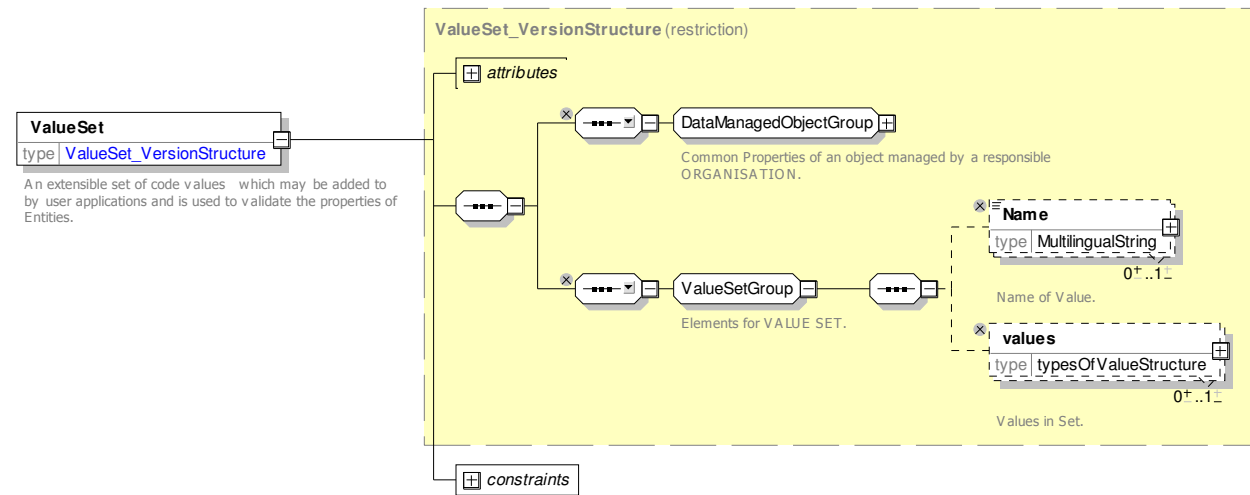 ValueSet_VersionStructure (restriction)
attributes
ValueSet
type ValueSet_VersionStructure
An extensible set of code values which may be added to
by user applications and is used to validate the properties of
Entities.
DataManagedObjectGroup
Common Properties of an object managed by a responsible
ORGANISATION.
Name
type MultilingualString
0..1
Name of Value.
ValueSetGroup
Elements for VALUE SET.
values
type typesOfValueStructure
0..1
Values in Set.
constraints